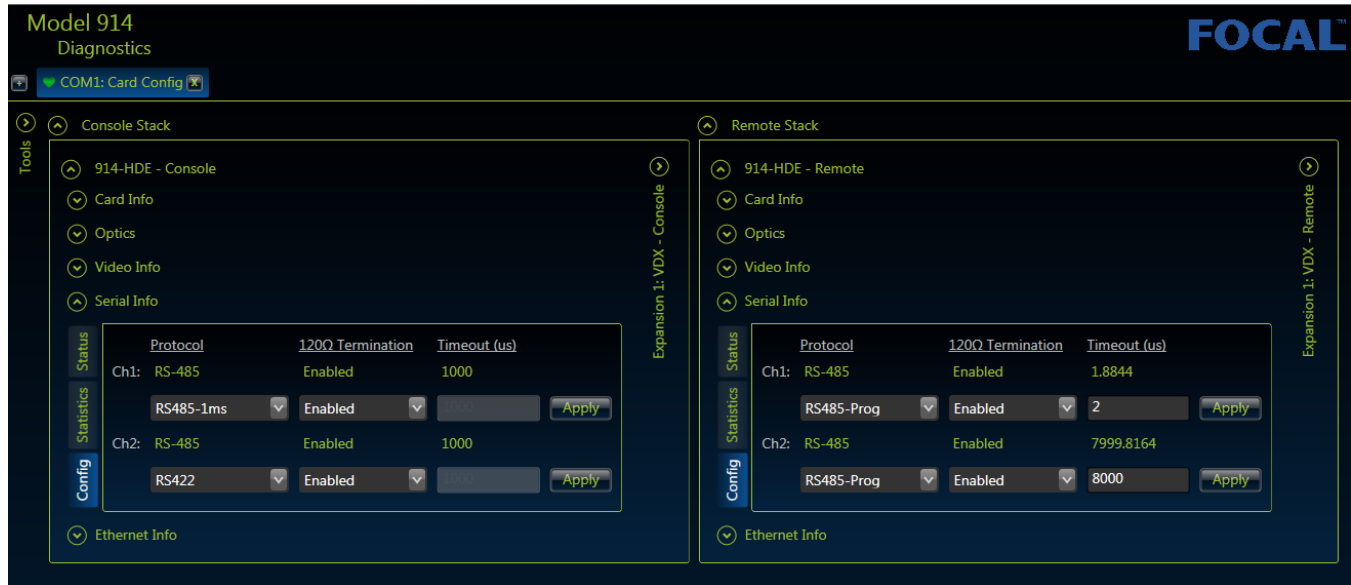 Model 914
Diagnostics
FOCAL™
COM1: Card Config
Tools
Console Stack
914-HDE - Console
Card Info
Optics
Video Info
Serial Info
Status
Statistics
Config
Protocol 120Ω Termination Timeout (us)
Ch1: RS-485 Enabled 1000
RS485-1ms Enabled 1000 Apply
Ch2: RS-485 Enabled 1000
RS422 Enabled 1000 Apply
Ethernet Info
Expansion 1: VDX - Console
Remote Stack
914-HDE - Remote
Card Info
Optics
Video Info
Serial Info
Status
Statistics
Config
Protocol 120Ω Termination Timeout (us)
Ch1: RS-485 Enabled 1.8844
RS485-Prog Enabled 2 Apply
Ch2: RS-485 Enabled 7999.8164
RS485-Prog Enabled 8000 Apply
Ethernet Info
Expansion 1: VDX - Remote